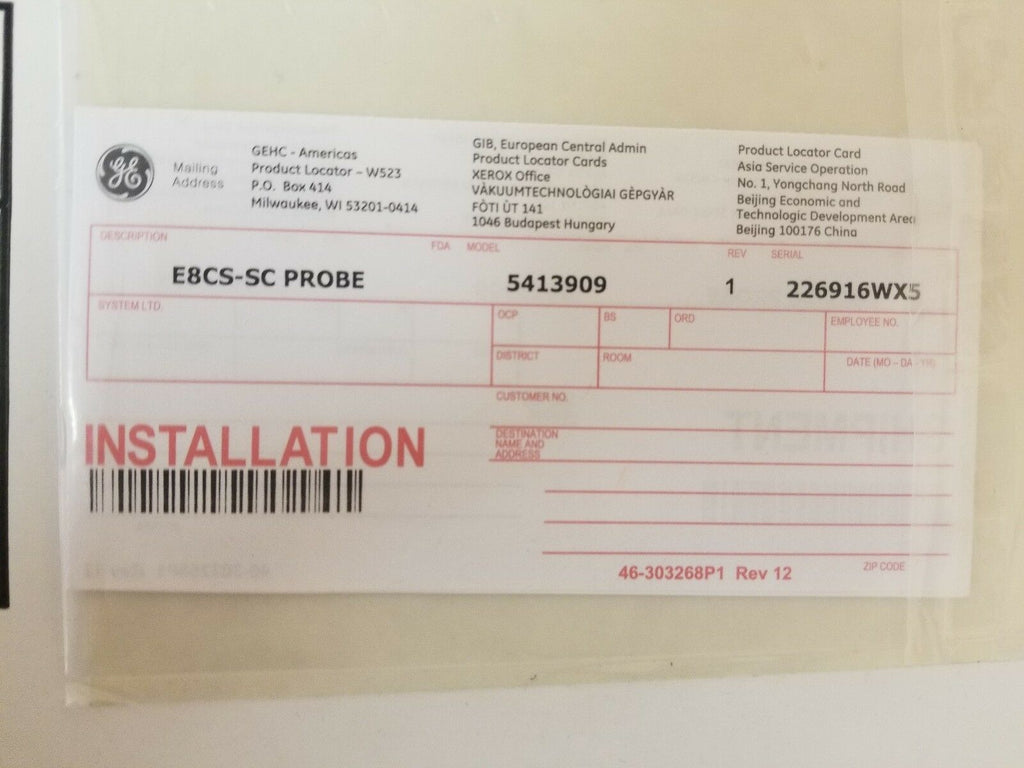 GE
Mailing
Address
GEHC - Americas
Product Locator - W523
P.O. Box 414
Milwaukee, WI 53201-0414
GIB, European Central Admin
Product Locator Cards
XEROX Office
VÀKUUMTECHNOLÒGIAI GÈPGYÀR
FÒTI ÙT 141
1046 Budapest Hungary
Product Locator Card
Asia Service Operation
No. 1, Yongchang North Road
Beijing Economic and
Technologic Development Area
Beijing 100176 China
DESCRIPTION FDA MODEL REV SERIAL
E8CS-SC PROBE 5413909 1 226916WX5
SYSTEM LTD. OCP BS ORD EMPLOYEE NO.
DISTRICT ROOM DATE (MO - DA - YR)
CUSTOMER NO.
INSTALLATION
DESTINATION
NAME AND
ADDRESS
46-303268P1 Rev 12
ZIP CODE